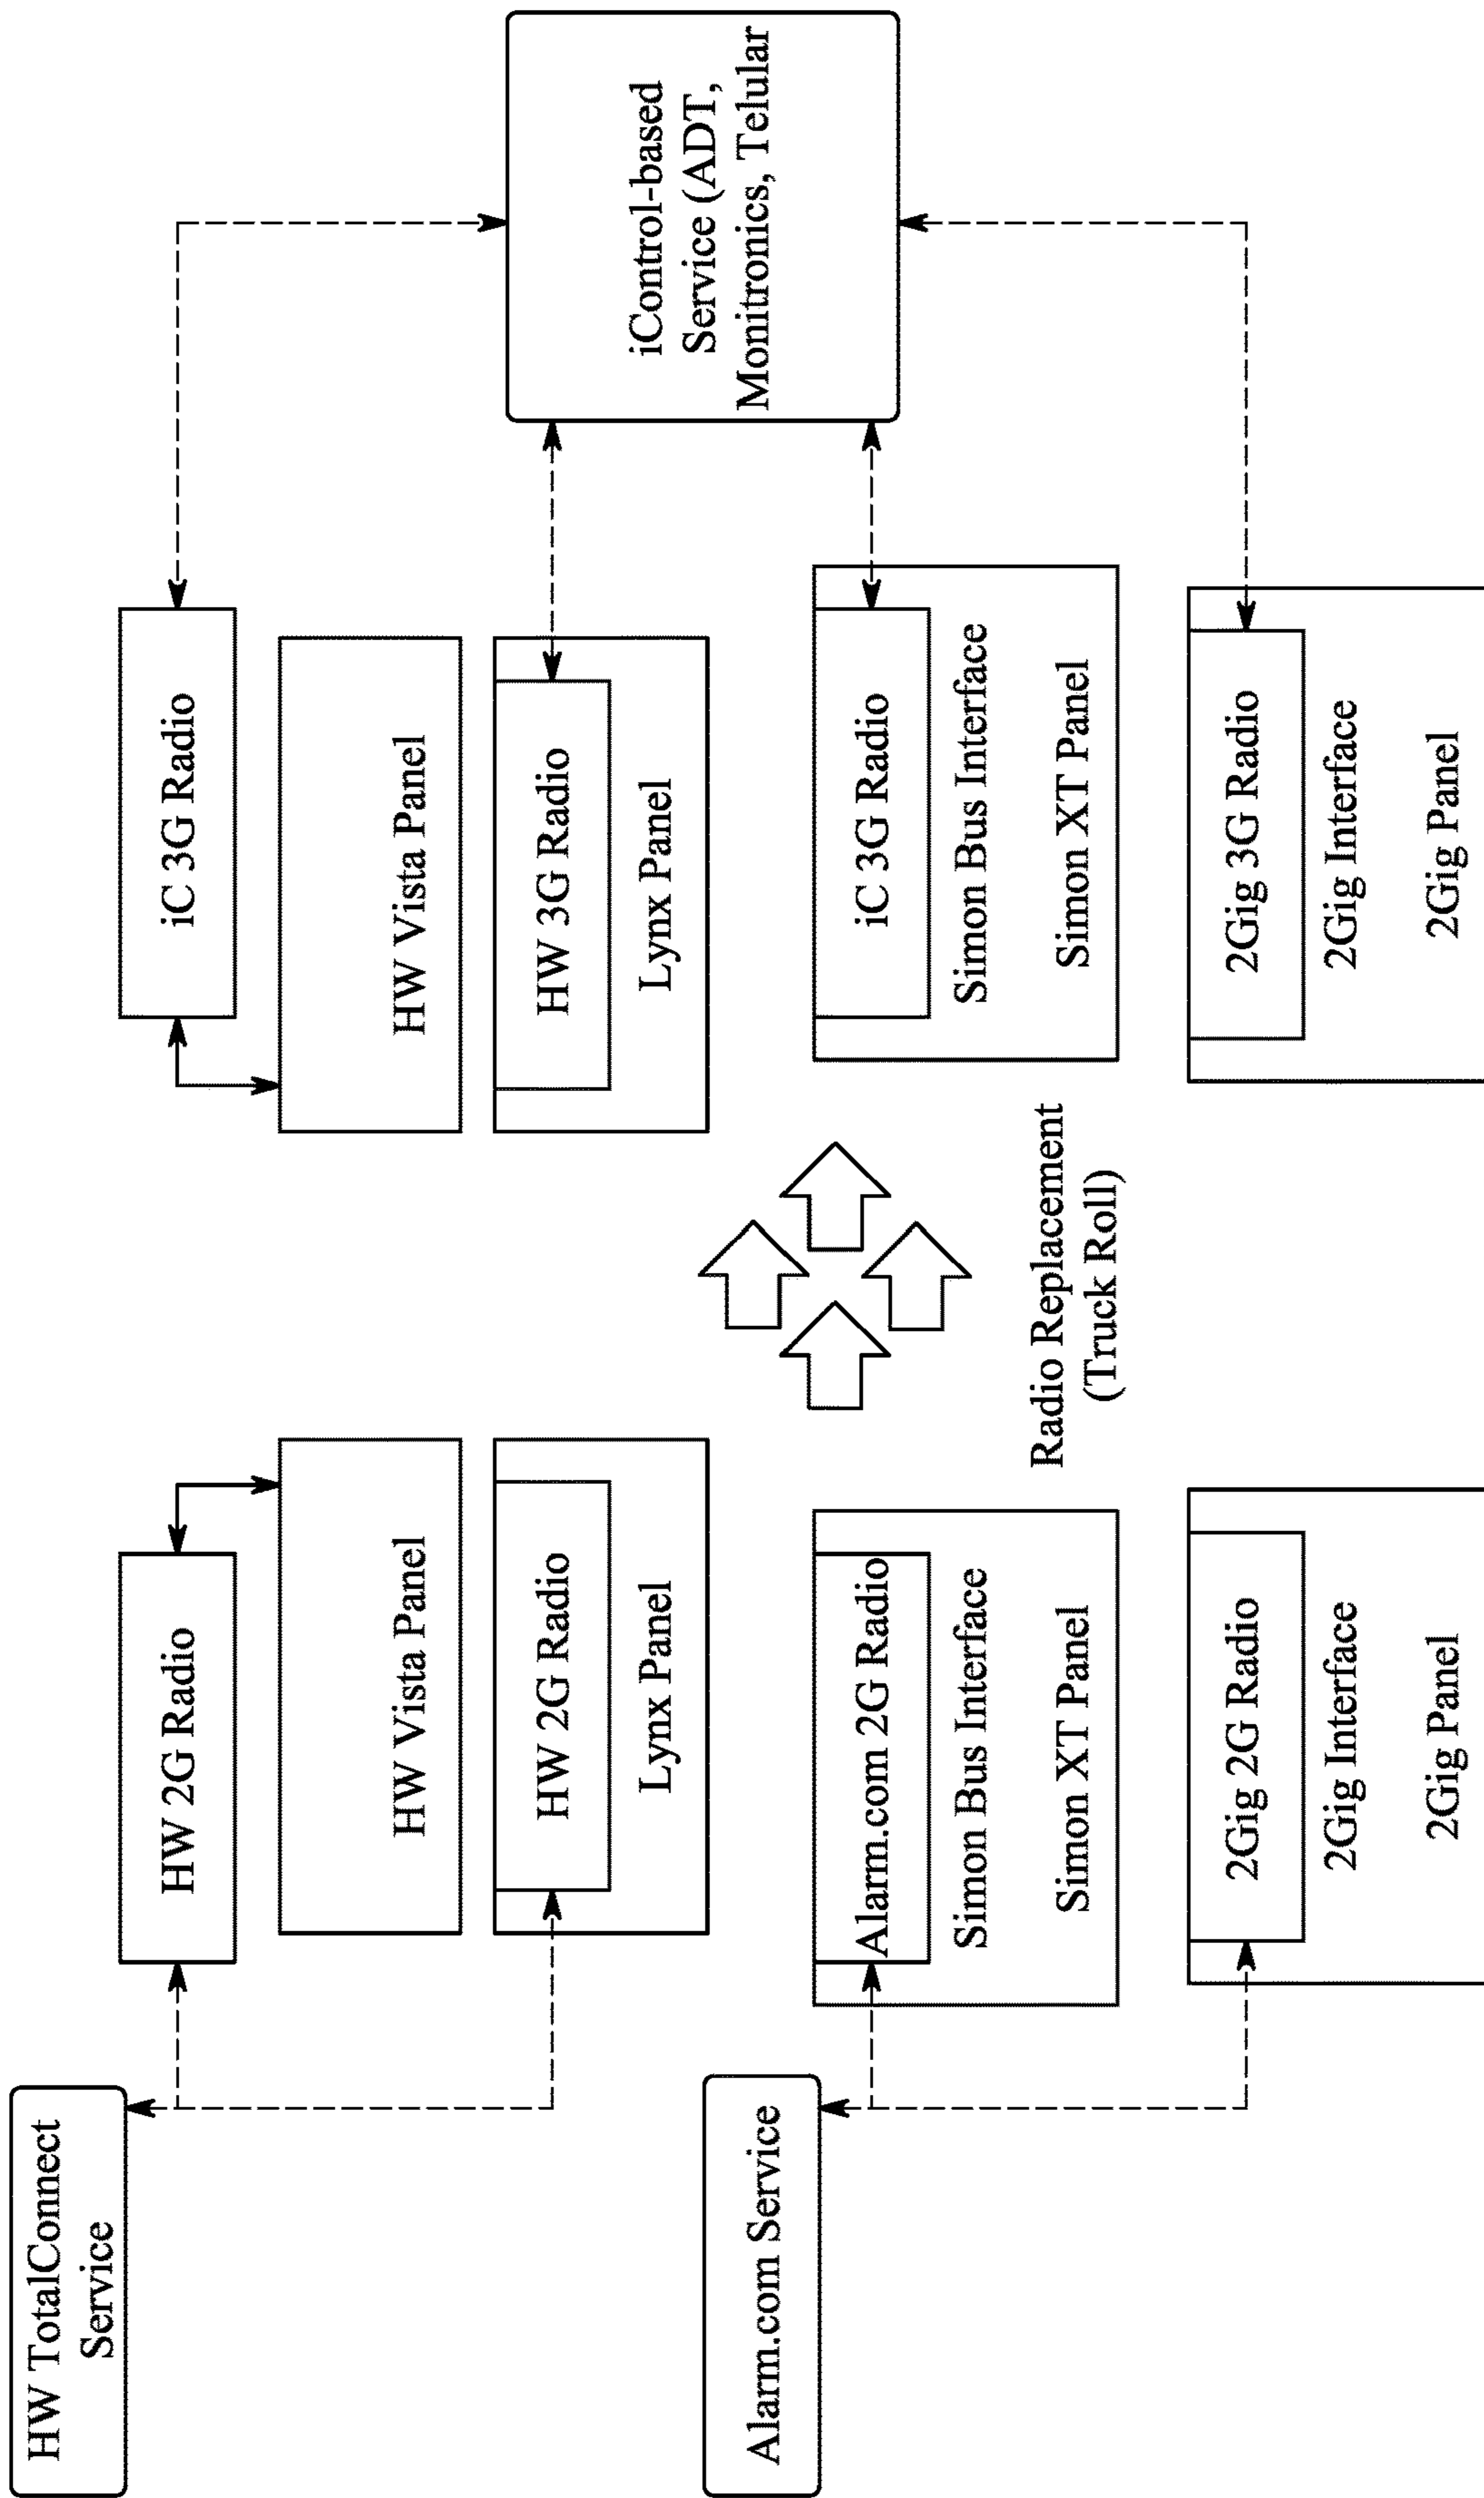 HW TotalConnect
Service
HW 2G Radio
HW Vista Panel
HW 2G Radio
Lynx Panel
Alarm.com Service
Alarm.com 2G Radio
Simon Bus Interface
Simon XT Panel
2Gig 2G Radio
2Gig Interface
2Gig Panel
Radio Replacement
(Truck Roll)
iC 3G Radio
HW Vista Panel
HW 3G Radio
Lynx Panel
iC 3G Radio
Simon Bus Interface
Simon XT Panel
2Gig 3G Radio
2Gig Interface
2Gig Panel
iControl-based
Service (ADT,
Monitronics, Telular